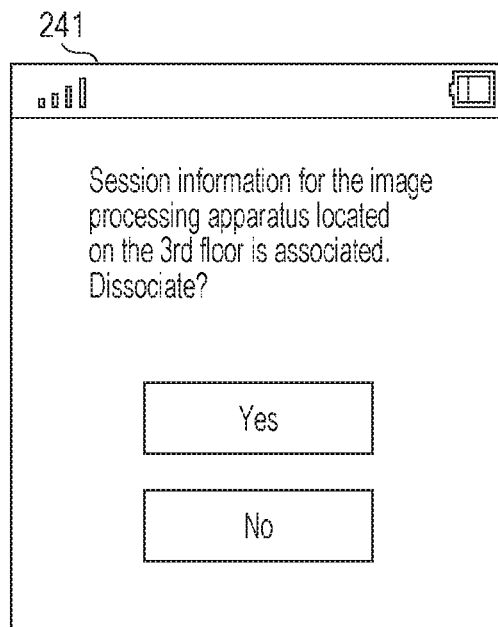 241
Session information for the image
processing apparatus located
on the 3rd floor is associated.
Dissociate?
Yes
No